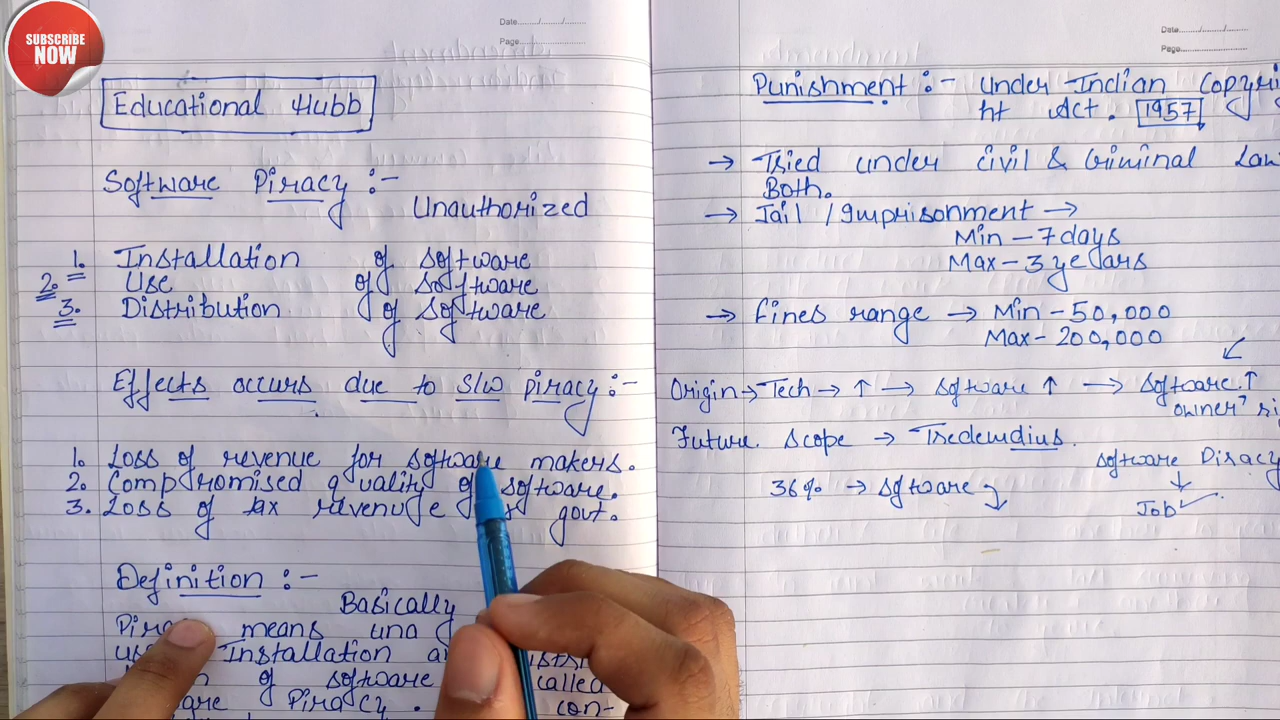 SUBSCRIBE
NOW
Date......../......../........
Page................................
Educational Hubb
Software Piracy :-
Unauthorized
1. Installation of software
2. Use of software
3. Distribution of software
Effects occurs due to S/W Piracy :-
1. Loss of revenue for software makers.
2. Compromised quality of software.
3. Loss of tax revenue govt.
Definition :-
Basically
means una
Installation
of software called
Piracy . con-
Date......../......../........
Page................................
Punishment :- Under Indian Copyri
ht Act. 1957
→ Tried under civil & Criminal Law
Both.
→ Jail / Imprisonment →
Min - 7 days
Max - 3 years
→ fines range → Min - 50,000
Max - 200,000
Origin → Tech → ↑ → software ↑ → software ↑
owner ri
Future Scope → Tredemdius.
36% → software
software Piracy
↓
Job ✓